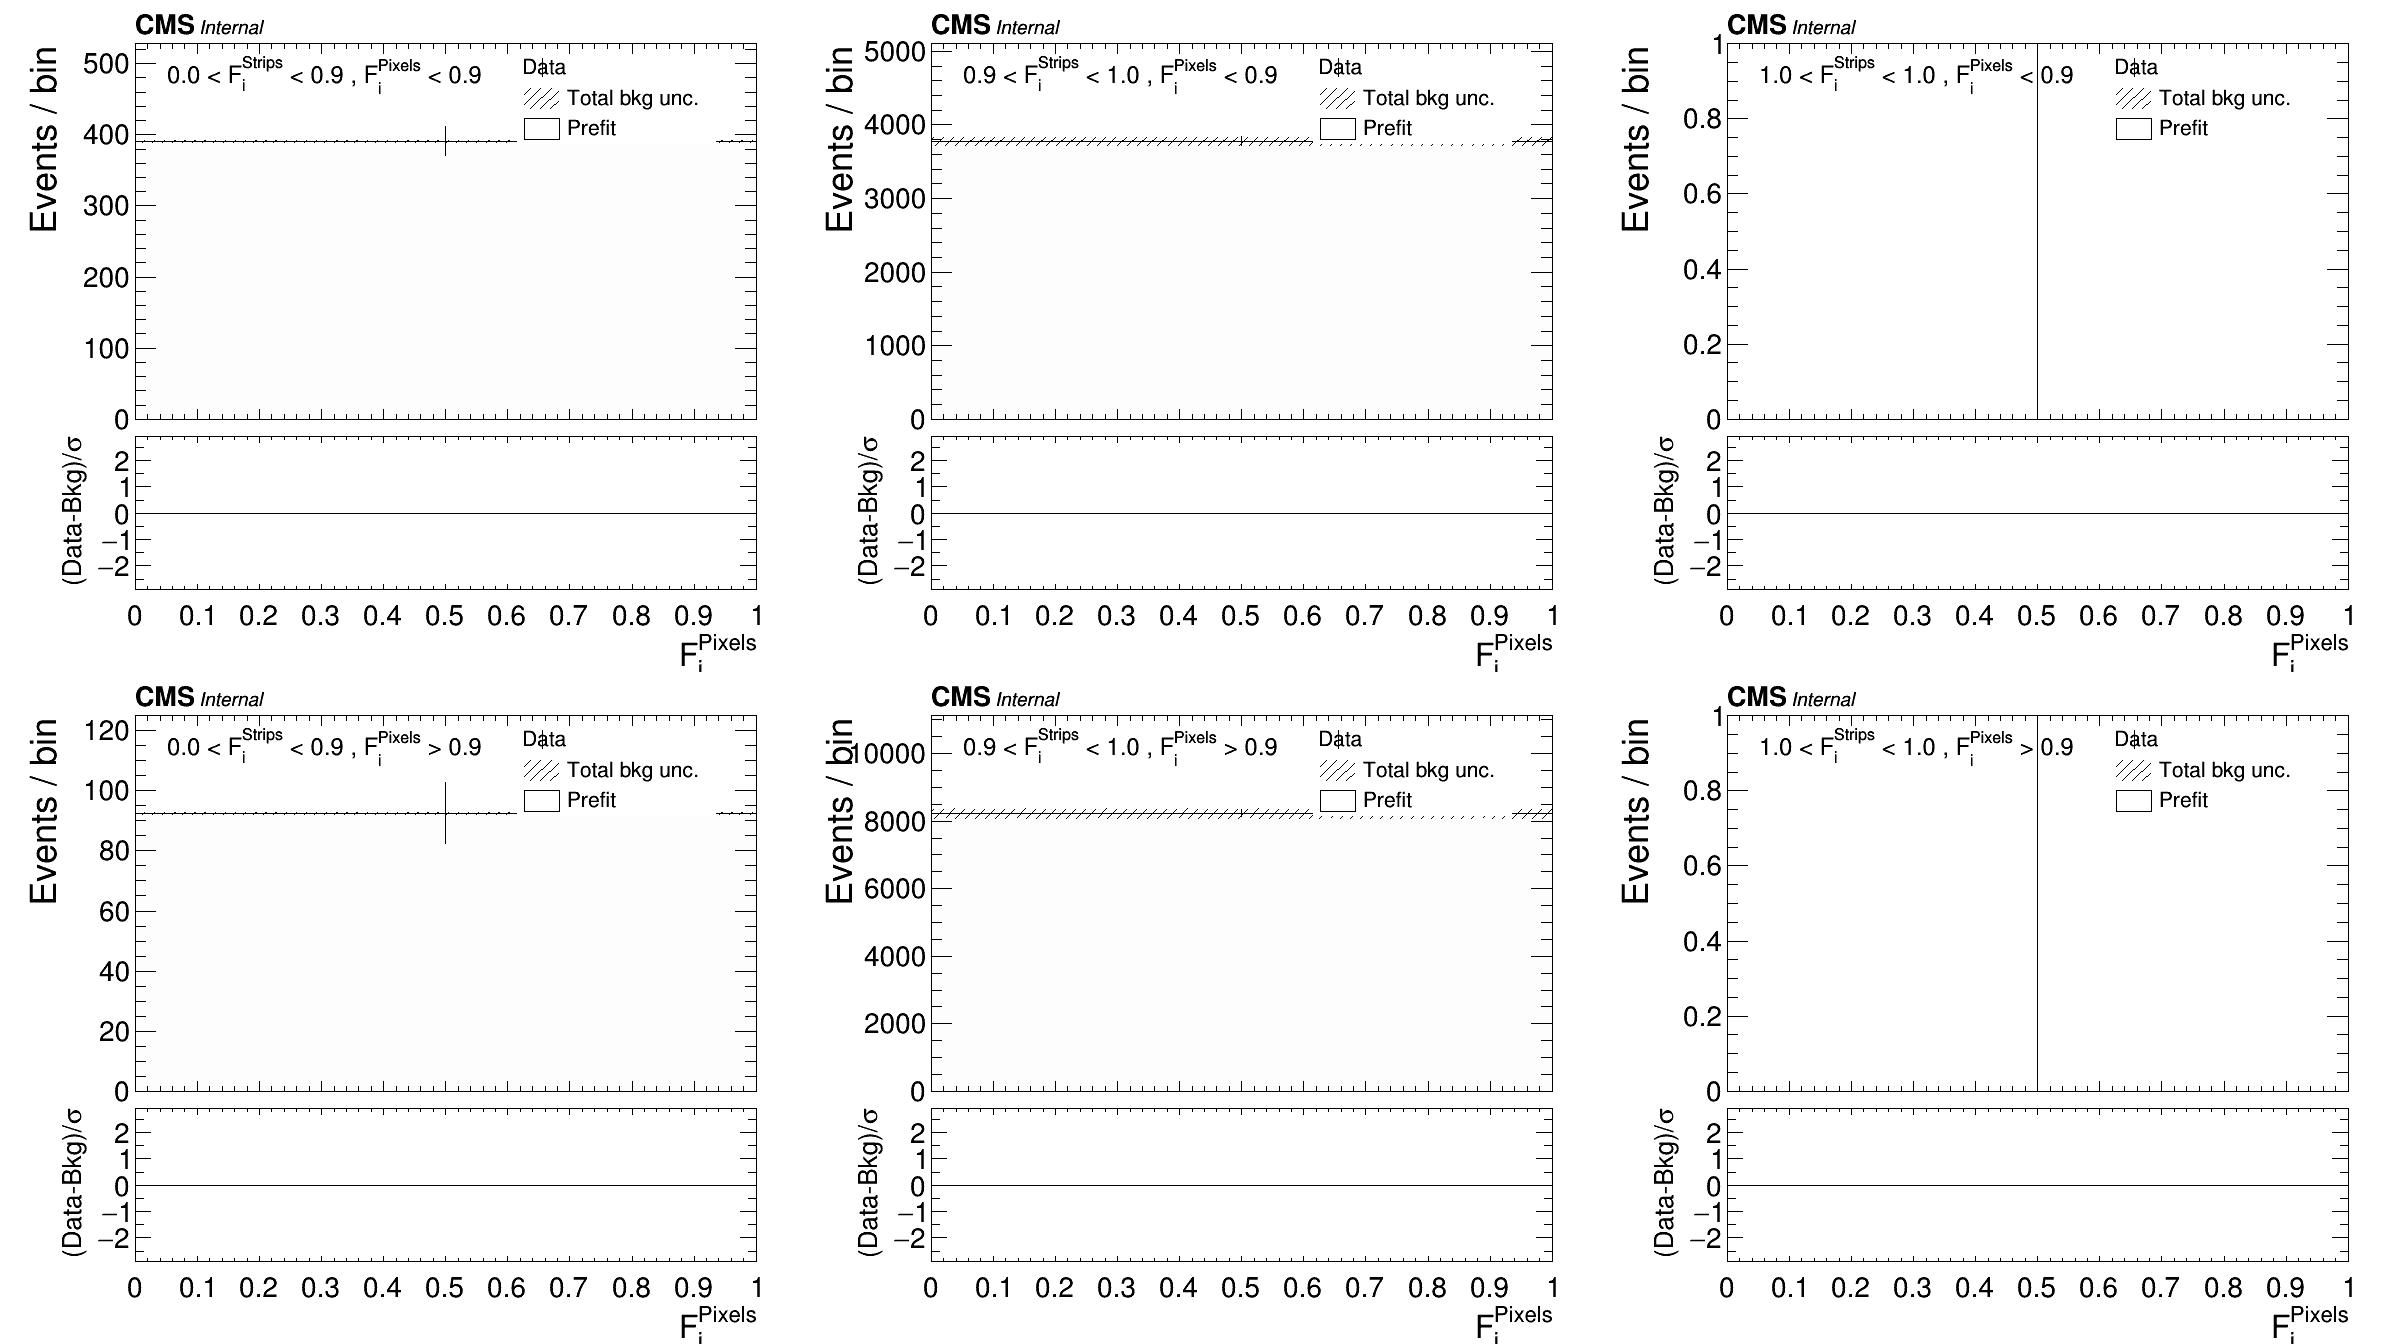 CMS Internal
Events / bin
0.0 < F_i^Strips < 0.9 , F_i^Pixels < 0.9
Data
Total bkg unc.
Prefit
500
400
300
200
100
0
(Data-Bkg)/σ
2
1
0
−1
−2
0 0.1 0.2 0.3 0.4 0.5 0.6 0.7 0.8 0.9 1
F_i^Pixels
CMS Internal
Events / bin
0.9 < F_i^Strips < 1.0 , F_i^Pixels < 0.9
Data
Total bkg unc.
Prefit
5000
4000
3000
2000
1000
0
(Data-Bkg)/σ
2
1
0
−1
−2
0 0.1 0.2 0.3 0.4 0.5 0.6 0.7 0.8 0.9 1
F_i^Pixels
CMS Internal
Events / bin
1.0 < F_i^Strips < 1.0 , F_i^Pixels < 0.9
Data
Total bkg unc.
Prefit
1
0.8
0.6
0.4
0.2
0
(Data-Bkg)/σ
2
1
0
−1
−2
0 0.1 0.2 0.3 0.4 0.5 0.6 0.7 0.8 0.9 1
F_i^Pixels
CMS Internal
Events / bin
0.0 < F_i^Strips < 0.9 , F_i^Pixels > 0.9
Data
Total bkg unc.
Prefit
120
100
80
60
40
20
0
(Data-Bkg)/σ
2
1
0
−1
−2
0 0.1 0.2 0.3 0.4 0.5 0.6 0.7 0.8 0.9 1
F_i^Pixels
CMS Internal
Events / bin
0.9 < F_i^Strips < 1.0 , F_i^Pixels > 0.9
Data
Total bkg unc.
Prefit
10000
8000
6000
4000
2000
0
(Data-Bkg)/σ
2
1
0
−1
−2
0 0.1 0.2 0.3 0.4 0.5 0.6 0.7 0.8 0.9 1
F_i^Pixels
CMS Internal
Events / bin
1.0 < F_i^Strips < 1.0 , F_i^Pixels > 0.9
Data
Total bkg unc.
Prefit
1
0.8
0.6
0.4
0.2
0
(Data-Bkg)/σ
2
1
0
−1
−2
0 0.1 0.2 0.3 0.4 0.5 0.6 0.7 0.8 0.9 1
F_i^Pixels